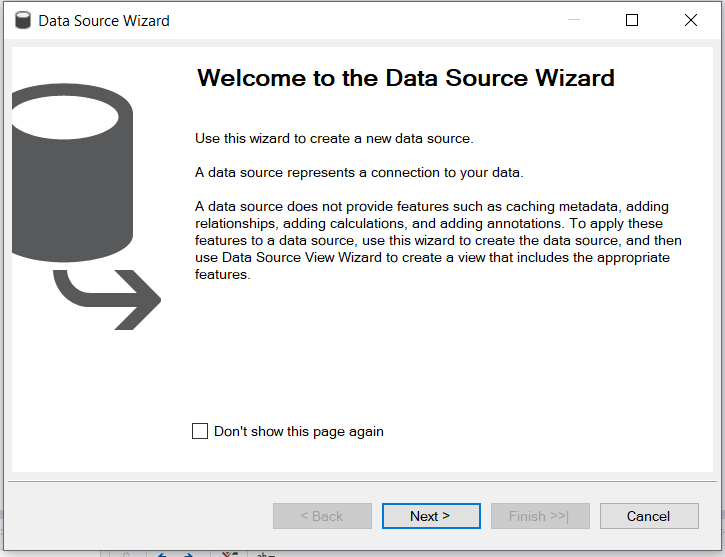 Data Source Wizard
Welcome to the Data Source Wizard
Use this wizard to create a new data source.
A data source represents a connection to your data.
A data source does not provide features such as caching metadata, adding
relationships, adding calculations, and adding annotations. To apply these
features to a data source, use this wizard to create the data source, and then
use Data Source View Wizard to create a view that includes the appropriate
features.
Don't show this page again
< Back
Next >
Finish >>|
Cancel